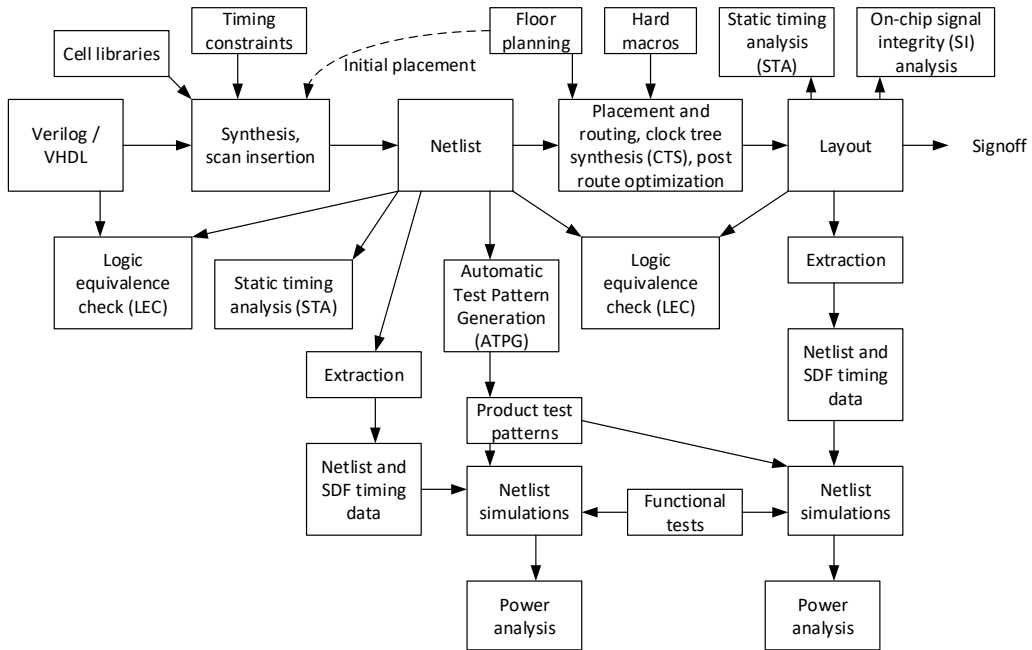 Timing
constraints
Floor
planning
Hard
macros
Static timing
analysis
(STA)
On-chip signal
integrity (SI)
analysis
Cell libraries
Initial placement
Verilog /
VHDL
Synthesis,
scan insertion
Netlist
Placement and
routing, clock tree
synthesis (CTS), post
route optimization
Layout
Signoff
Logic
equivalence
check (LEC)
Static timing
analysis (STA)
Automatic
Test Pattern
Generation
(ATPG)
Logic
equivalence
check (LEC)
Extraction
Extraction
Netlist and
SDF timing
data
Product test
patterns
Netlist and
SDF timing
data
Netlist
simulations
Functional
tests
Netlist
simulations
Power
analysis
Power
analysis